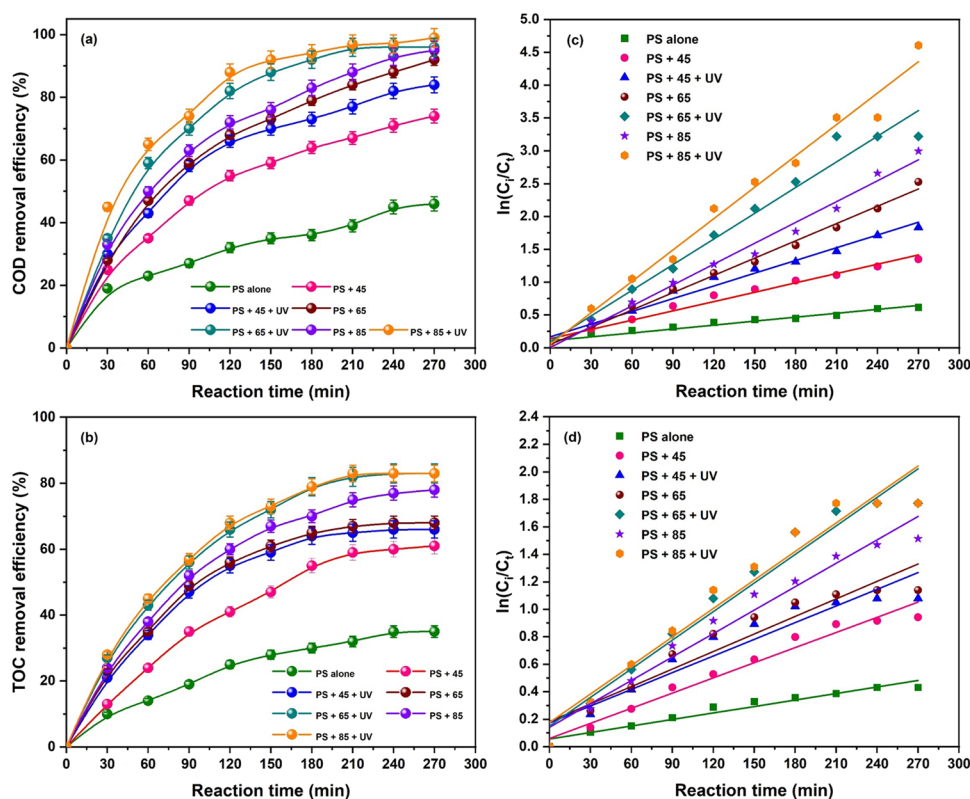 (a)
COD removal efficiency (%)
100
80
60
40
20
0
PS alone
PS + 45
PS + 45 + UV
PS + 65
PS + 65 + UV
PS + 85
PS + 85 + UV
0 30 60 90 120 150 180 210 240 270 300
Reaction time (min)
(c)
ln(Ci/Ct)
5.0
4.5
4.0
3.5
3.0
2.5
2.0
1.5
1.0
0.5
0.0
PS alone
PS + 45
PS + 45 + UV
PS + 65
PS + 65 + UV
PS + 85
PS + 85 + UV
0 30 60 90 120 150 180 210 240 270 300
Reaction time (min)
(b)
TOC removal efficiency (%)
100
80
60
40
20
0
PS alone
PS + 45
PS + 45 + UV
PS + 65
PS + 65 + UV
PS + 85
PS + 85 + UV
0 30 60 90 120 150 180 210 240 270 300
Reaction time (min)
(d)
ln(Ci/Ct)
2.4
2.2
2.0
1.8
1.6
1.4
1.2
1.0
0.8
0.6
0.4
0.2
0.0
PS alone
PS + 45
PS + 45 + UV
PS + 65
PS + 65 + UV
PS + 85
PS + 85 + UV
0 30 60 90 120 150 180 210 240 270 300
Reaction time (min)